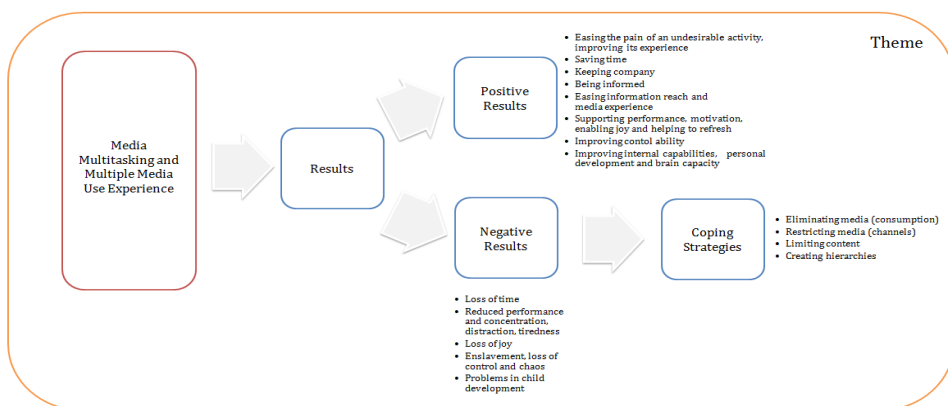 Theme
Media
Multitasking and
Multiple Media
Use Experience
Results
Positive
Results
• Easing the pain of an undesirable activity,
improving its experience
• Saving time
• Keeping company
• Being informed
• Easing information reach and
media experience
• Supporting performance, motivation,
enabling joy and helping to refresh
• Improving contol ability
• Improving internal capabilities, personal
development and brain capacity
Negative
Results
• Loss of time
• Reduced performance
and concentration,
distraction, tiredness
• Loss of joy
• Enslavement, loss of
control and chaos
• Problems in child
development
Coping
Strategies
• Eliminating media (consumption)
• Restricting media (channels)
• Limiting content
• Creating hierarchies